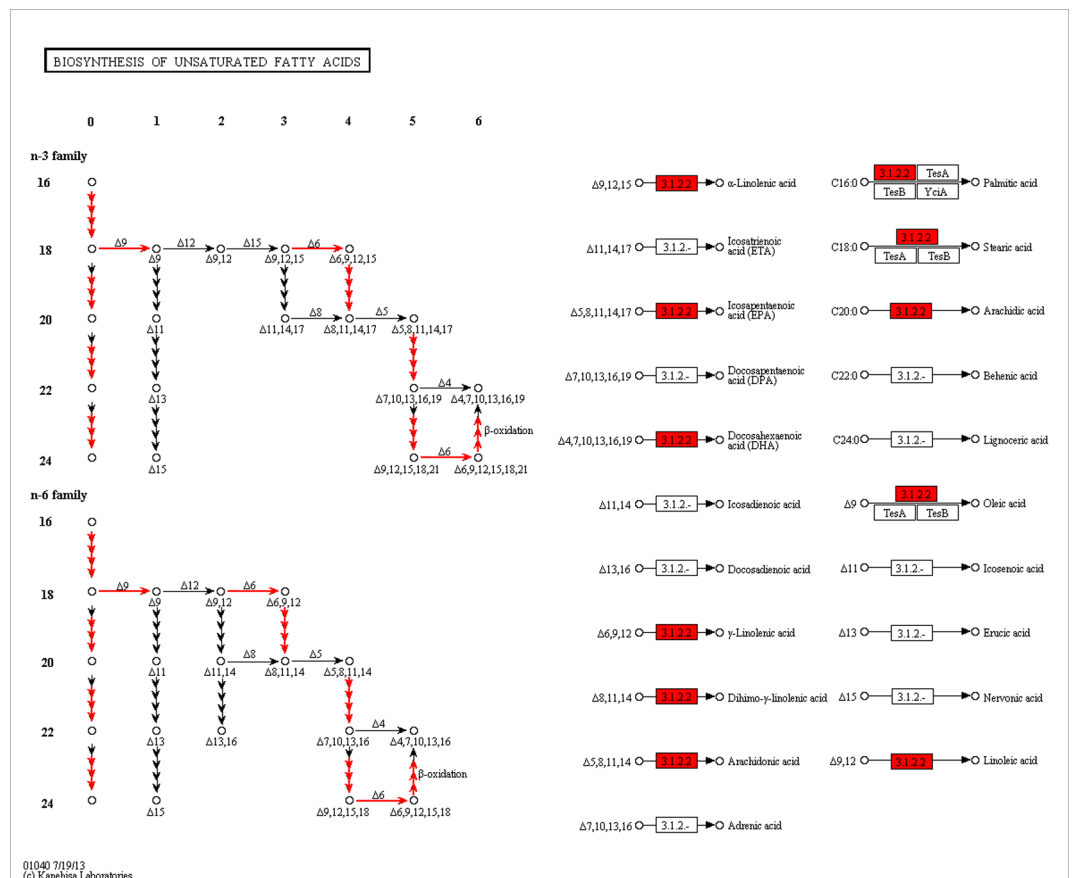 BIOSYNTHESIS OF UNSATURATED FATTY ACIDS
0 1 2 3 4 5 6
n-3 family
16
Δ9 Δ12 Δ15 Δ6
18
Δ9 Δ9,12 Δ9,12,15 Δ6,9,12,15
Δ8 Δ5
20
Δ11 Δ11,14,17 Δ8,11,14,17 Δ5,8,11,14,17
Δ4
22
Δ13 Δ7,10,13,16,19 Δ4,7,10,13,16,19
β-oxidation
Δ6
24
Δ15 Δ9,12,15,18,21 Δ6,9,12,15,18,21
n-6 family
16
Δ9 Δ12 Δ6
18
Δ9 Δ9,12 Δ6,9,12
Δ8 Δ5
20
Δ11 Δ11,14 Δ8,11,14 Δ5,8,11,14
Δ4
22
Δ13 Δ13,16 Δ7,10,13,16 Δ4,7,10,13,16
β-oxidation
Δ6
24
Δ15 Δ9,12,15,18 Δ6,9,12,15,18
Δ9,12,15 3.1.2.2 α-Linolenic acid
Δ11,14,17 3.1.2.- Icosatrienoic
acid (ETA)
Δ5,8,11,14,17 3.1.2.2 Icosapentaenoic
acid (EPA)
Δ7,10,13,16,19 3.1.2.- Docosapentaenoic
acid (DPA)
Δ4,7,10,13,16,19 3.1.2.2 Docosahexaenoic
acid (DHA)
Δ11,14 3.1.2.- Icosadienoic acid
Δ13,16 3.1.2.- Docosadienoic acid
Δ6,9,12 3.1.2.2 γ-Linolenic acid
Δ8,11,14 3.1.2.2 Dihimo-γ-linolenic acid
Δ5,8,11,14 3.1.2.2 Arachidonic acid
Δ7,10,13,16 3.1.2.- Adrenic acid
3.1.2.2 TesA
C16:0 Palmitic acid
TesB YciA
3.1.2.2
C18:0 Stearic acid
TesA TesB
C20:0 3.1.2.2 Arachidic acid
C22:0 3.1.2.- Behenic acid
C24:0 3.1.2.- Lignoceric acid
3.1.2.2
Δ9 Oleic acid
TesA TesB
Δ11 3.1.2.- Icosenoic acid
Δ13 3.1.2.- Erucic acid
Δ15 3.1.2.- Nervonic acid
Δ9,12 3.1.2.2 Linoleic acid
01040 7/19/13
(c) Kanehisa Laboratories